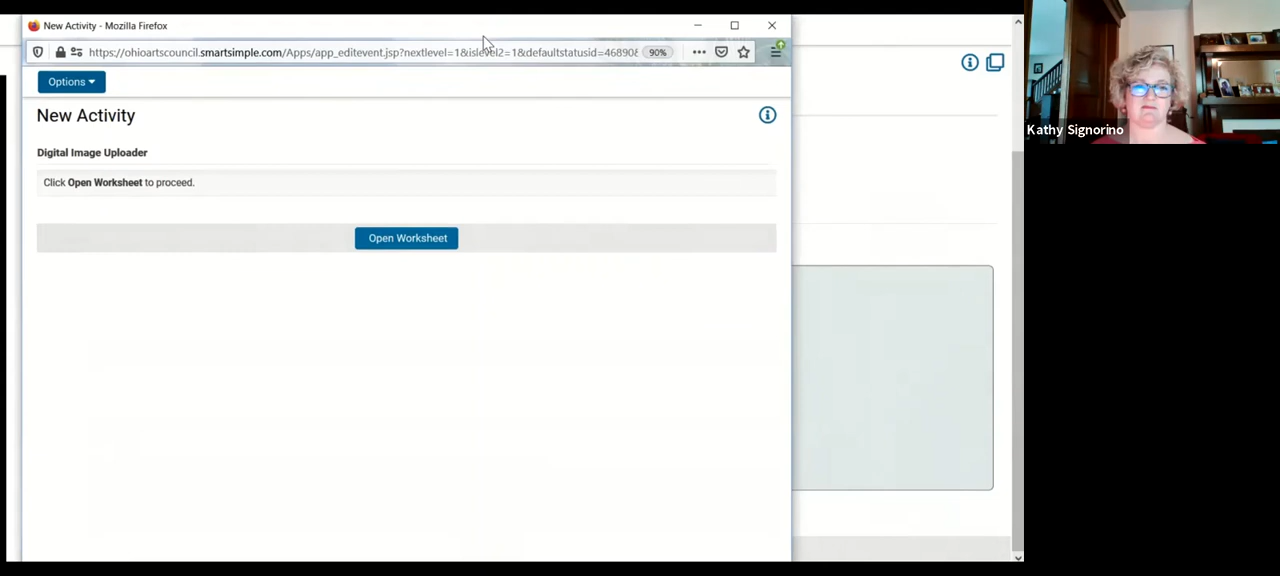 New Activity - Mozilla Firefox
https://ohioartscouncil.smartsimple.com/Apps/app_editevent.jsp?nextlevel=1&islevel2=1&defaultstatusid=46890& 90%
Options
New Activity
Digital Image Uploader
Click Open Worksheet to proceed.
Open Worksheet
Kathy Signorino